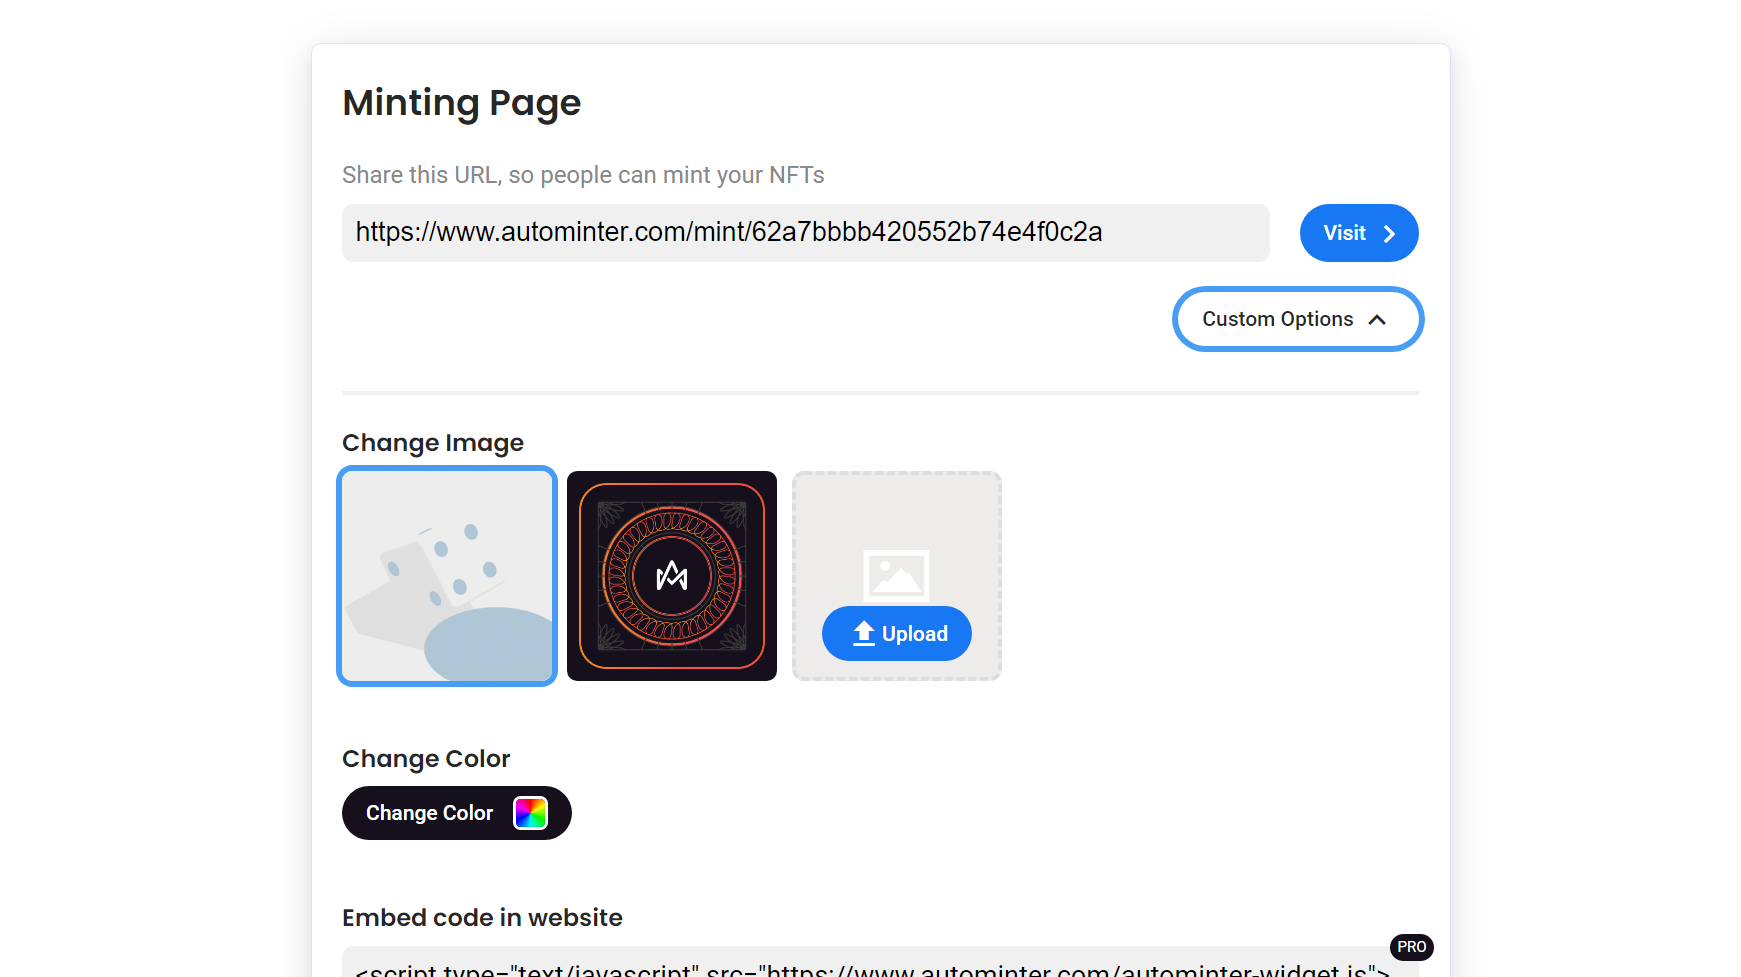 Minting Page
Share this URL, so people can mint your NFTs
https://www.autominter.com/mint/62a7bbbb420552b74e4f0c2a
Visit
Custom Options
Change Image
Upload
Change Color
Change Color
Embed code in website
PRO
<script type="text/javascript" src="https://www.autominter.com/autominter-widget.js">